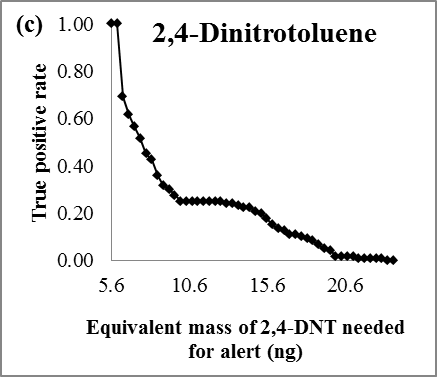 (c)
2,4-Dinitrotoluene
1.00
0.80
0.60
0.40
0.20
0.00
True positive rate
5.6 10.6 15.6 20.6
Equivalent mass of 2,4-DNT needed
for alert (ng)